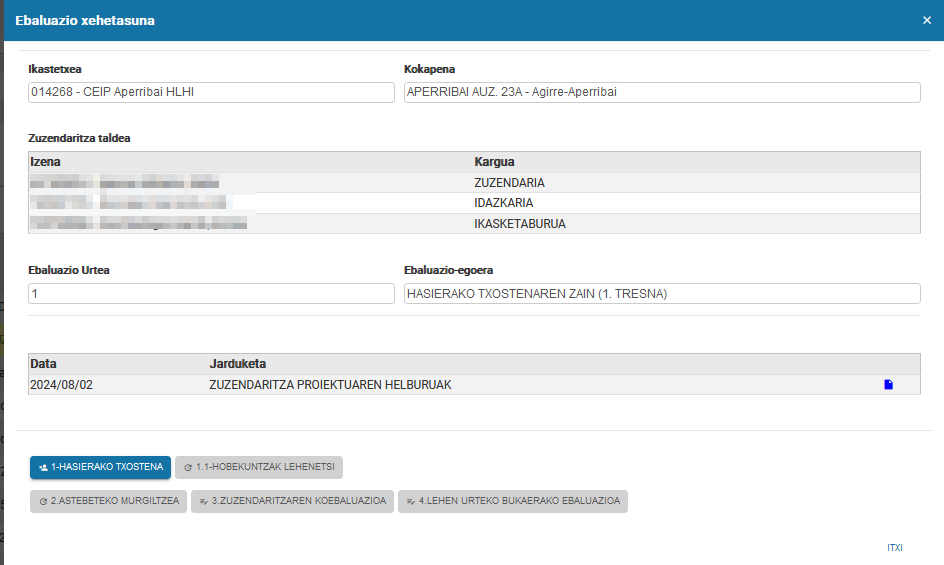 Ebaluazio xehetasuna
Ikastetxea Kokapena
014268 - CEIP Aperribai HLHI APERRIBAI AUZ. 23A - Agirre-Aperribai
Zuzendaritza taldea
Izena Kargua
ZUZENDARIA
IDAZKARIA
IKASKETABURUA
Ebaluazio Urtea Ebaluazio-egoera
1 HASIERAKO TXOSTENAREN ZAIN (1. TRESNA)
Data Jarduketa
2024/08/02 ZUZENDARITZA PROIEKTUAREN HELBURUAK
1-HASIERAKO TXOSTENA 1.1-HOBEKUNTZAK LEHENETSI
2.ASTEBETEKO MURGILTZEA 3.ZUZENDARITZAREN KOEBALUAZIOA 4.LEHEN URTEKO BUKAERAKO EBALUAZIOA
ITXI